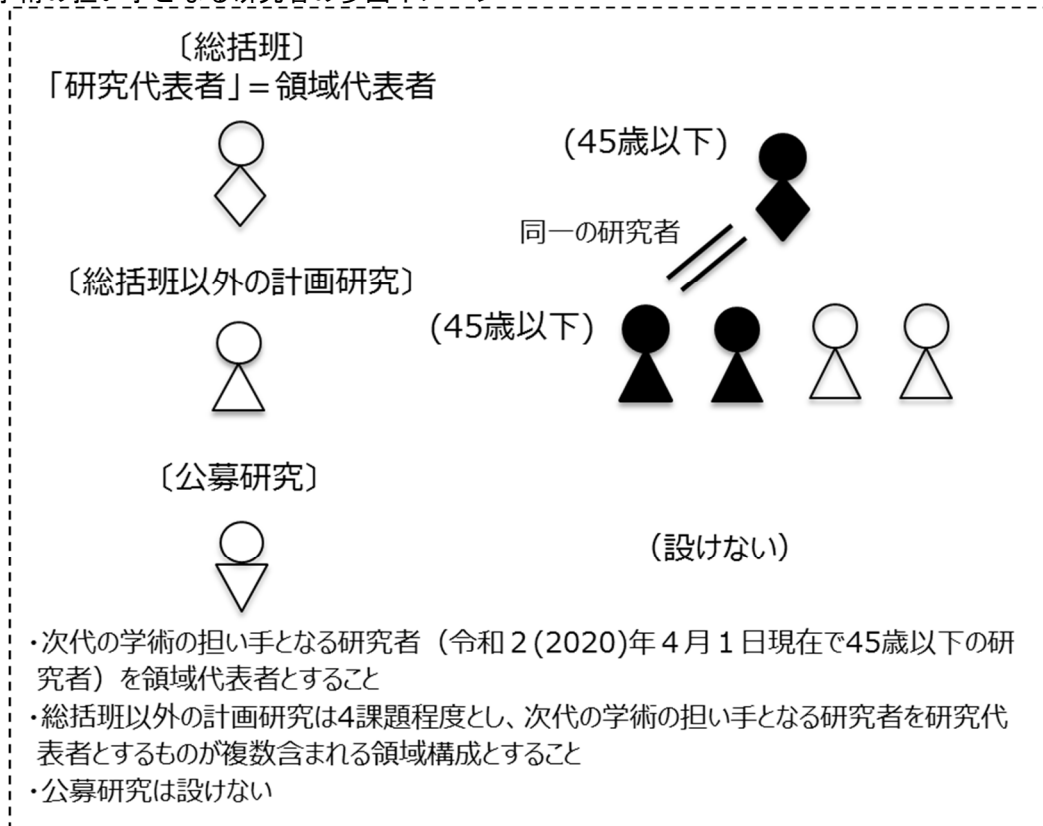 〔総括班〕
「研究代表者」＝領域代表者
(45歳以下)
同一の研究者
〔総括班以外の計画研究〕
(45歳以下)
〔公募研究〕
（設けない）
・次代の学術の担い手となる研究者（令和２(2020)年４月１日現在で45歳以下の研
究者）を領域代表者とすること
・総括班以外の計画研究は4課題程度とし、次代の学術の担い手となる研究者を研究代
表者とするものが複数含まれる領域構成とすること
・公募研究は設けない